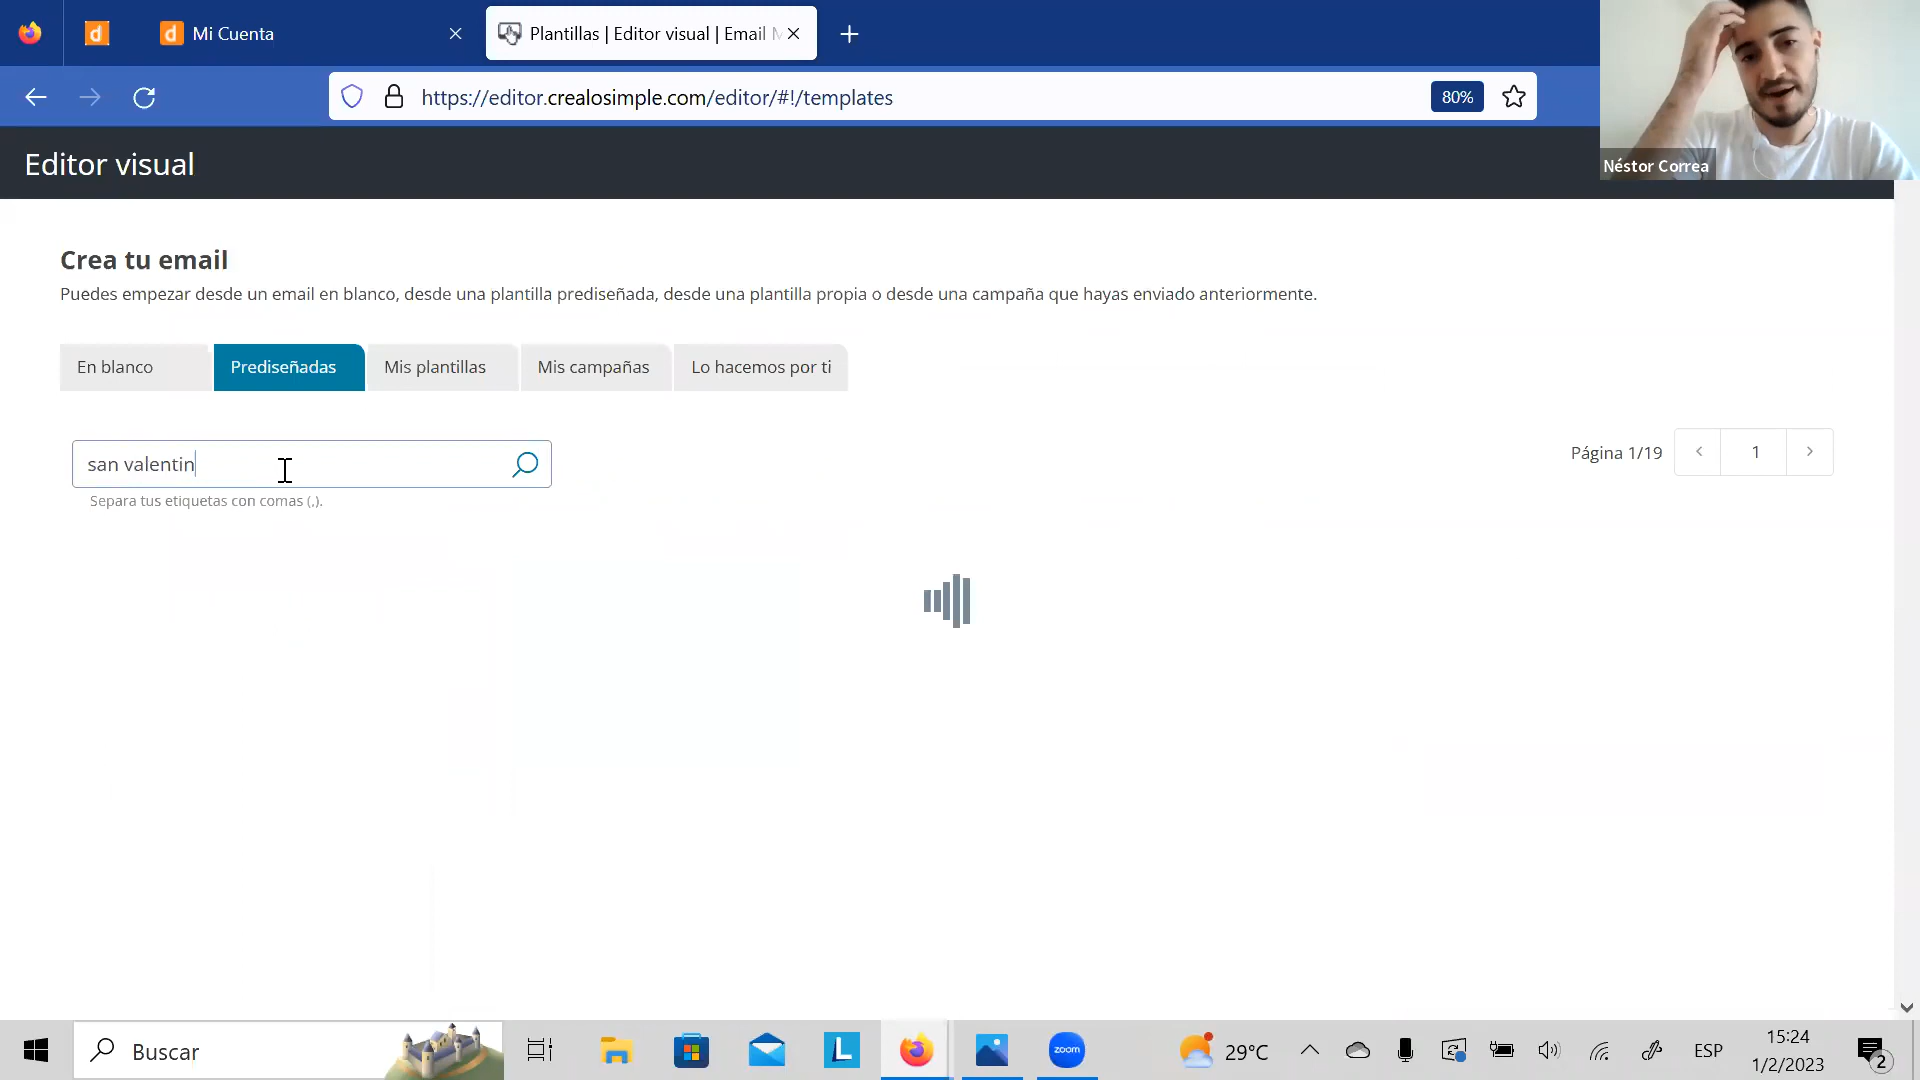 Mi Cuenta
Plantillas | Editor visual | Email
https://editor.crealosimple.com/editor/#!/templates
80%
Néstor Correa
Editor visual
Crea tu email
Puedes empezar desde un email en blanco, desde una plantilla prediseñada, desde una plantilla propia o desde una campaña que hayas enviado anteriormente.
En blanco
Prediseñadas
Mis plantillas
Mis campañas
Lo hacemos por ti
san valentin
Separa tus etiquetas con comas (,).
Página 1/19
1
Buscar
L
zoom
29°C
ESP
15:24
1/2/2023
2